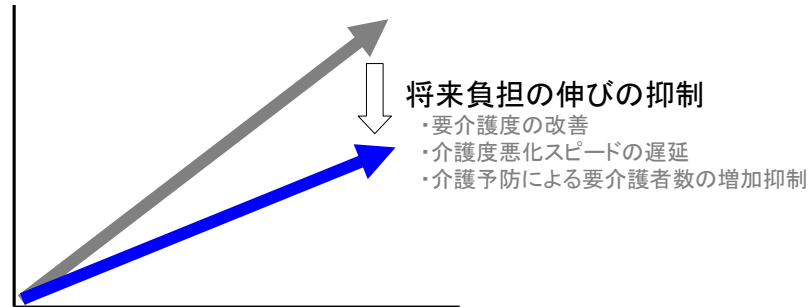 将来負担の伸びの抑制
・要介護度の改善
・介護度悪化スピードの遅延
・介護予防による要介護者数の増加抑制